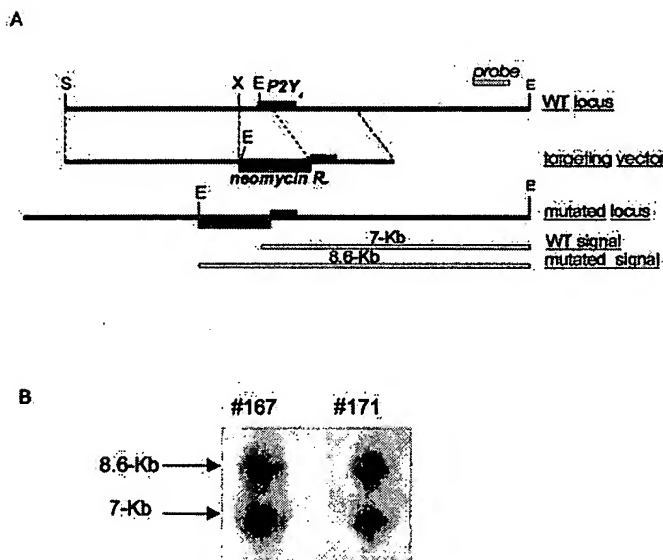 A
probe
S X E P2Y4 E
WT locus
E
targeting vector
neomycin R
E E
mutated locus
7-Kb
WT signal
8.6-Kb
mutated signal
B
#167 #171
8.6-Kb
7-Kb